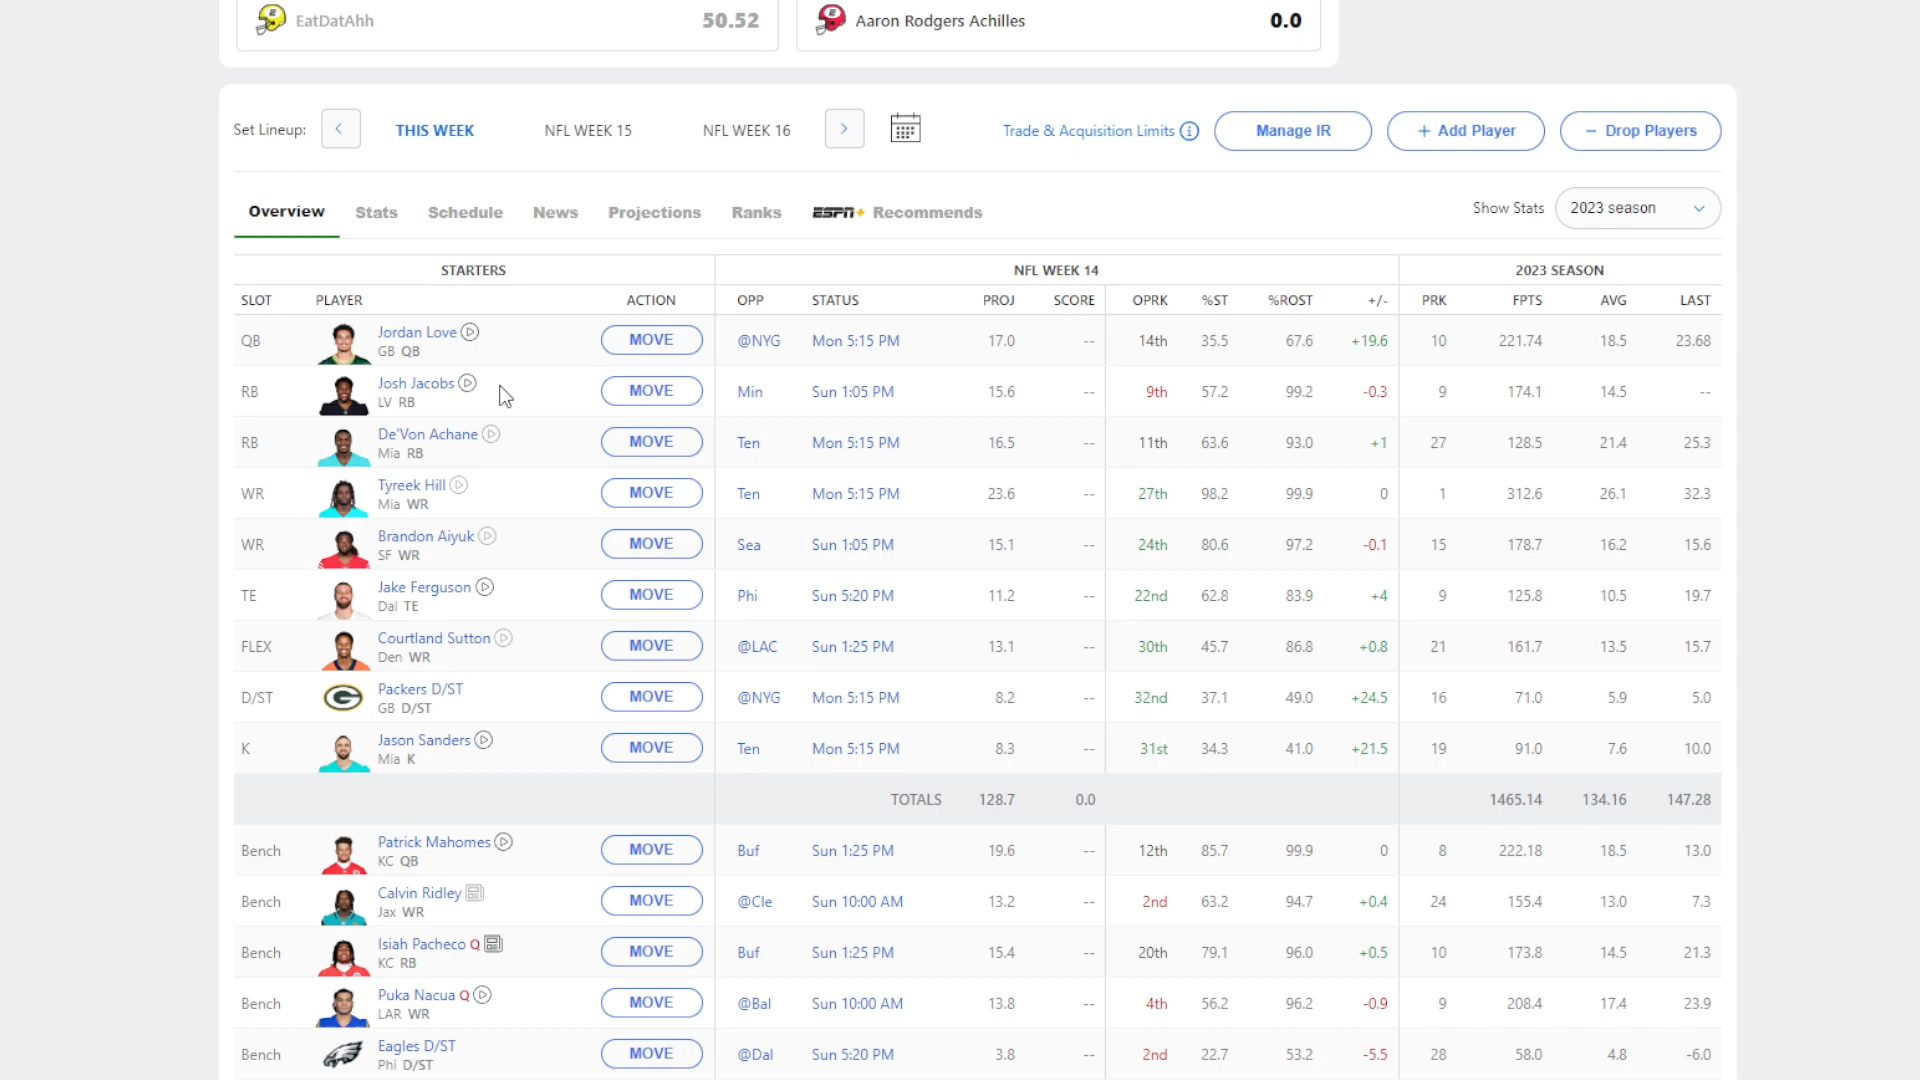 EatDatAhh 50.52 Aaron Rodgers Achilles 0.0
Set Lineup: THIS WEEK NFL WEEK 15 NFL WEEK 16 Trade & Acquisition Limits Manage IR + Add Player − Drop Players
Overview Stats Schedule News Projections Ranks ESPN+ Recommends Show Stats 2023 season
STARTERS NFL WEEK 14 2023 SEASON
SLOT PLAYER ACTION OPP STATUS PROJ SCORE OPRK %ST %ROST +/- PRK FPTS AVG LAST
QB Jordan Love MOVE @NYG Mon 5:15 PM 17.0 -- 14th 35.5 67.6 +19.6 10 221.74 18.5 23.68
GB QB
RB Josh Jacobs MOVE Min Sun 1:05 PM 15.6 -- 9th 57.2 99.2 -0.3 9 174.1 14.5 --
LV RB
RB De'Von Achane MOVE Ten Mon 5:15 PM 16.5 -- 11th 63.6 93.0 +1 27 128.5 21.4 25.3
Mia RB
WR Tyreek Hill MOVE Ten Mon 5:15 PM 23.6 -- 27th 98.2 99.9 0 1 312.6 26.1 32.3
Mia WR
WR Brandon Aiyuk MOVE Sea Sun 1:05 PM 15.1 -- 24th 80.6 97.2 -0.1 15 178.7 16.2 15.6
SF WR
TE Jake Ferguson MOVE Phi Sun 5:20 PM 11.2 -- 22nd 62.8 83.9 +4 9 125.8 10.5 19.7
Dal TE
FLEX Courtland Sutton MOVE @LAC Sun 1:25 PM 13.1 -- 30th 45.7 86.8 +0.8 21 161.7 13.5 15.7
Den WR
D/ST Packers D/ST MOVE @NYG Mon 5:15 PM 8.2 -- 32nd 37.1 49.0 +24.5 16 71.0 5.9 5.0
GB D/ST
K Jason Sanders MOVE Ten Mon 5:15 PM 8.3 -- 31st 34.3 41.0 +21.5 19 91.0 7.6 10.0
Mia K
TOTALS 128.7 0.0 1465.14 134.16 147.28
Bench Patrick Mahomes MOVE Buf Sun 1:25 PM 19.6 -- 12th 85.7 99.9 0 8 222.18 18.5 13.0
KC QB
Bench Calvin Ridley MOVE @Cle Sun 10:00 AM 13.2 -- 2nd 63.2 94.7 +0.4 24 155.4 13.0 7.3
Jax WR
Bench Isiah Pacheco Q MOVE Buf Sun 1:25 PM 15.4 -- 20th 79.1 96.0 +0.5 10 173.8 14.5 21.3
KC RB
Bench Puka Nacua Q MOVE @Bal Sun 10:00 AM 13.8 -- 4th 56.2 96.2 -0.9 9 208.4 17.4 23.9
LAR WR
Bench Eagles D/ST MOVE @Dal Sun 5:20 PM 3.8 -- 2nd 22.7 53.2 -5.5 28 58.0 4.8 -6.0
Phi D/ST